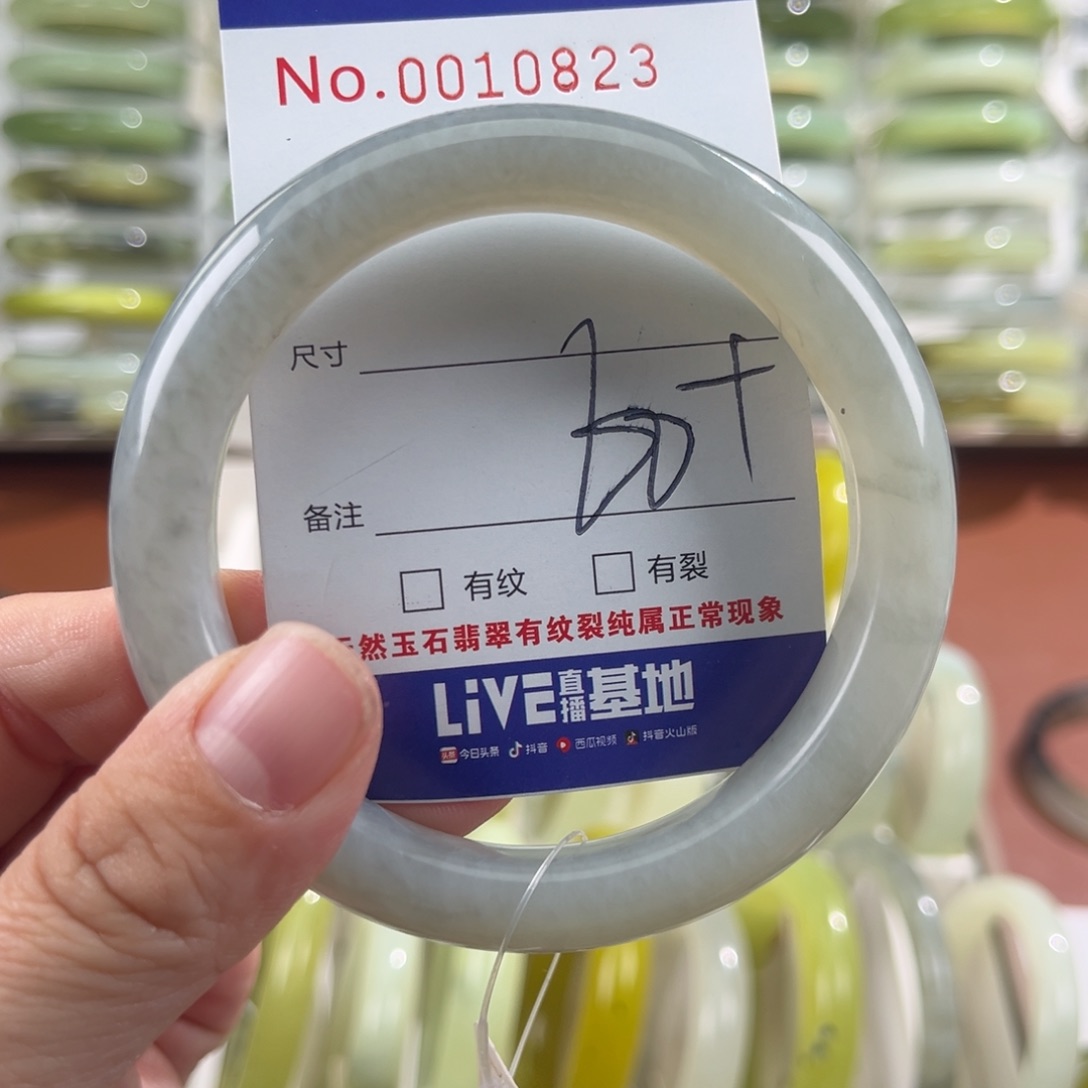 No.0010823
尺寸
备注
有纹 有裂
然玉石翡翠有纹裂纯属正常现象
LiVE直播基地
头条 今日头条 抖音 西瓜视频 抖音火山版